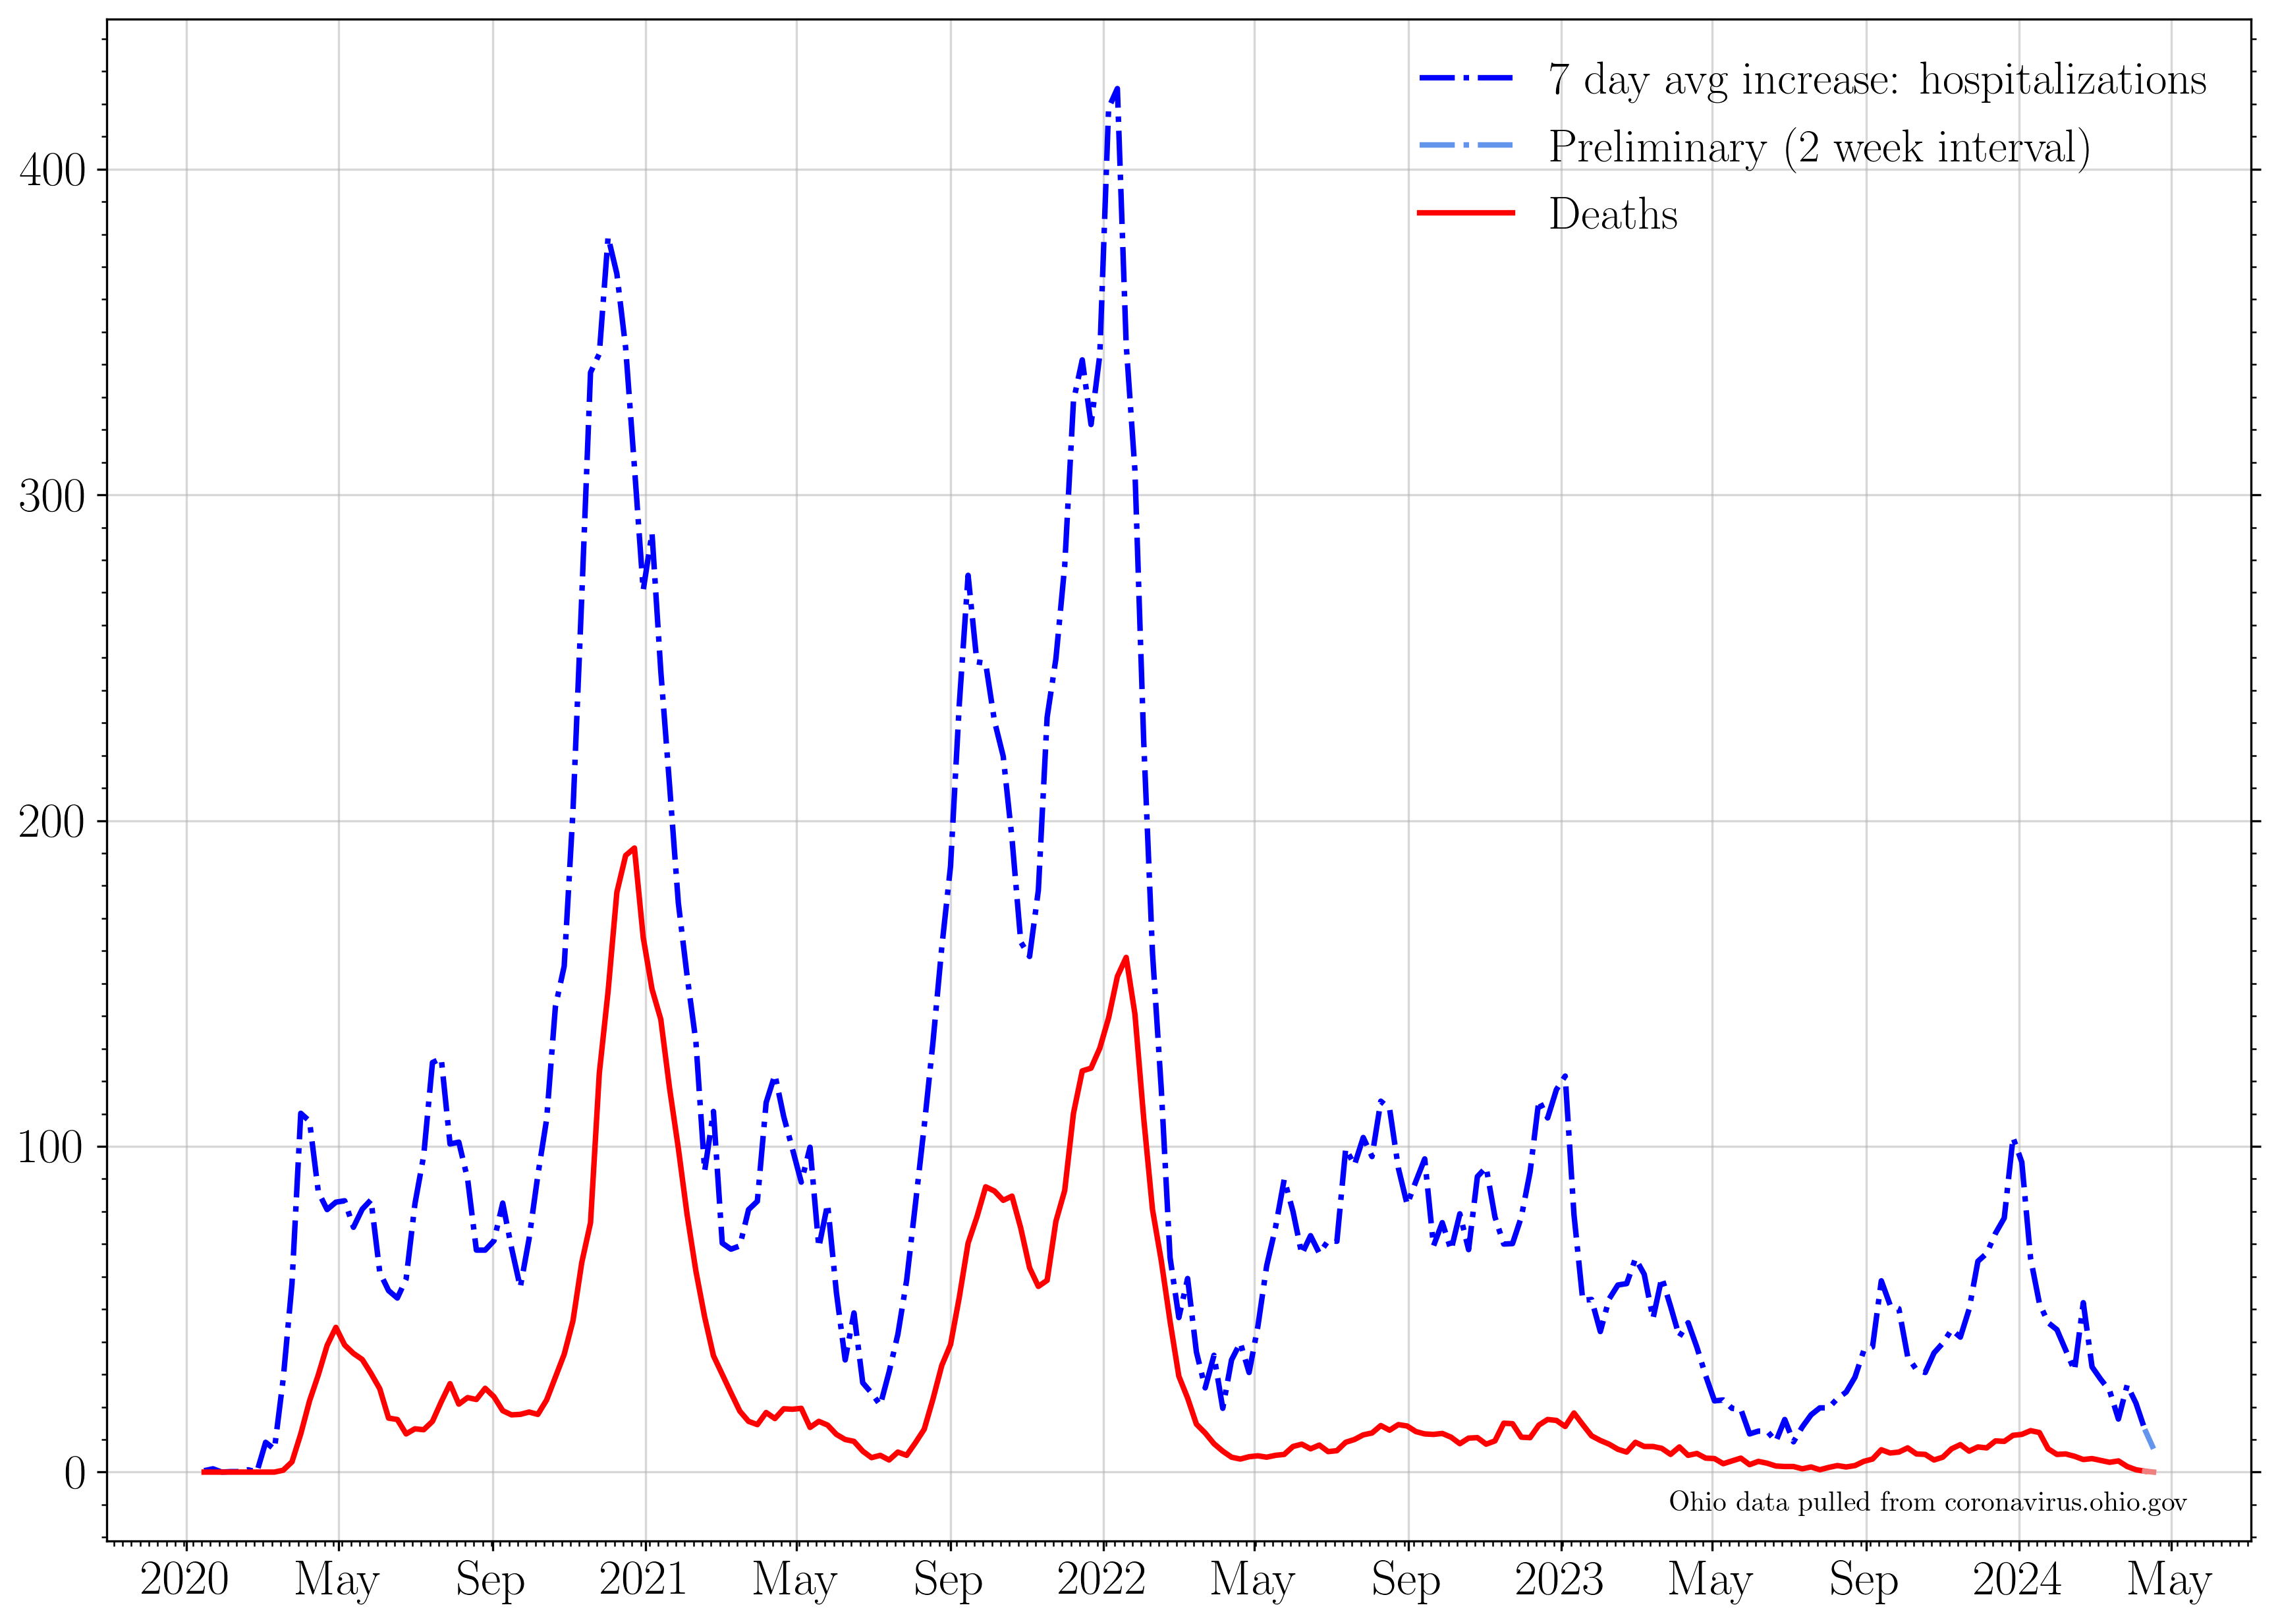 7 day avg increase: hospitalizations
Preliminary (2 week interval)
Deaths
400
300
200
100
0
Ohio data pulled from coronavirus.ohio.gov
2020 May Sep 2021 May Sep 2022 May Sep 2023 May Sep 2024 May